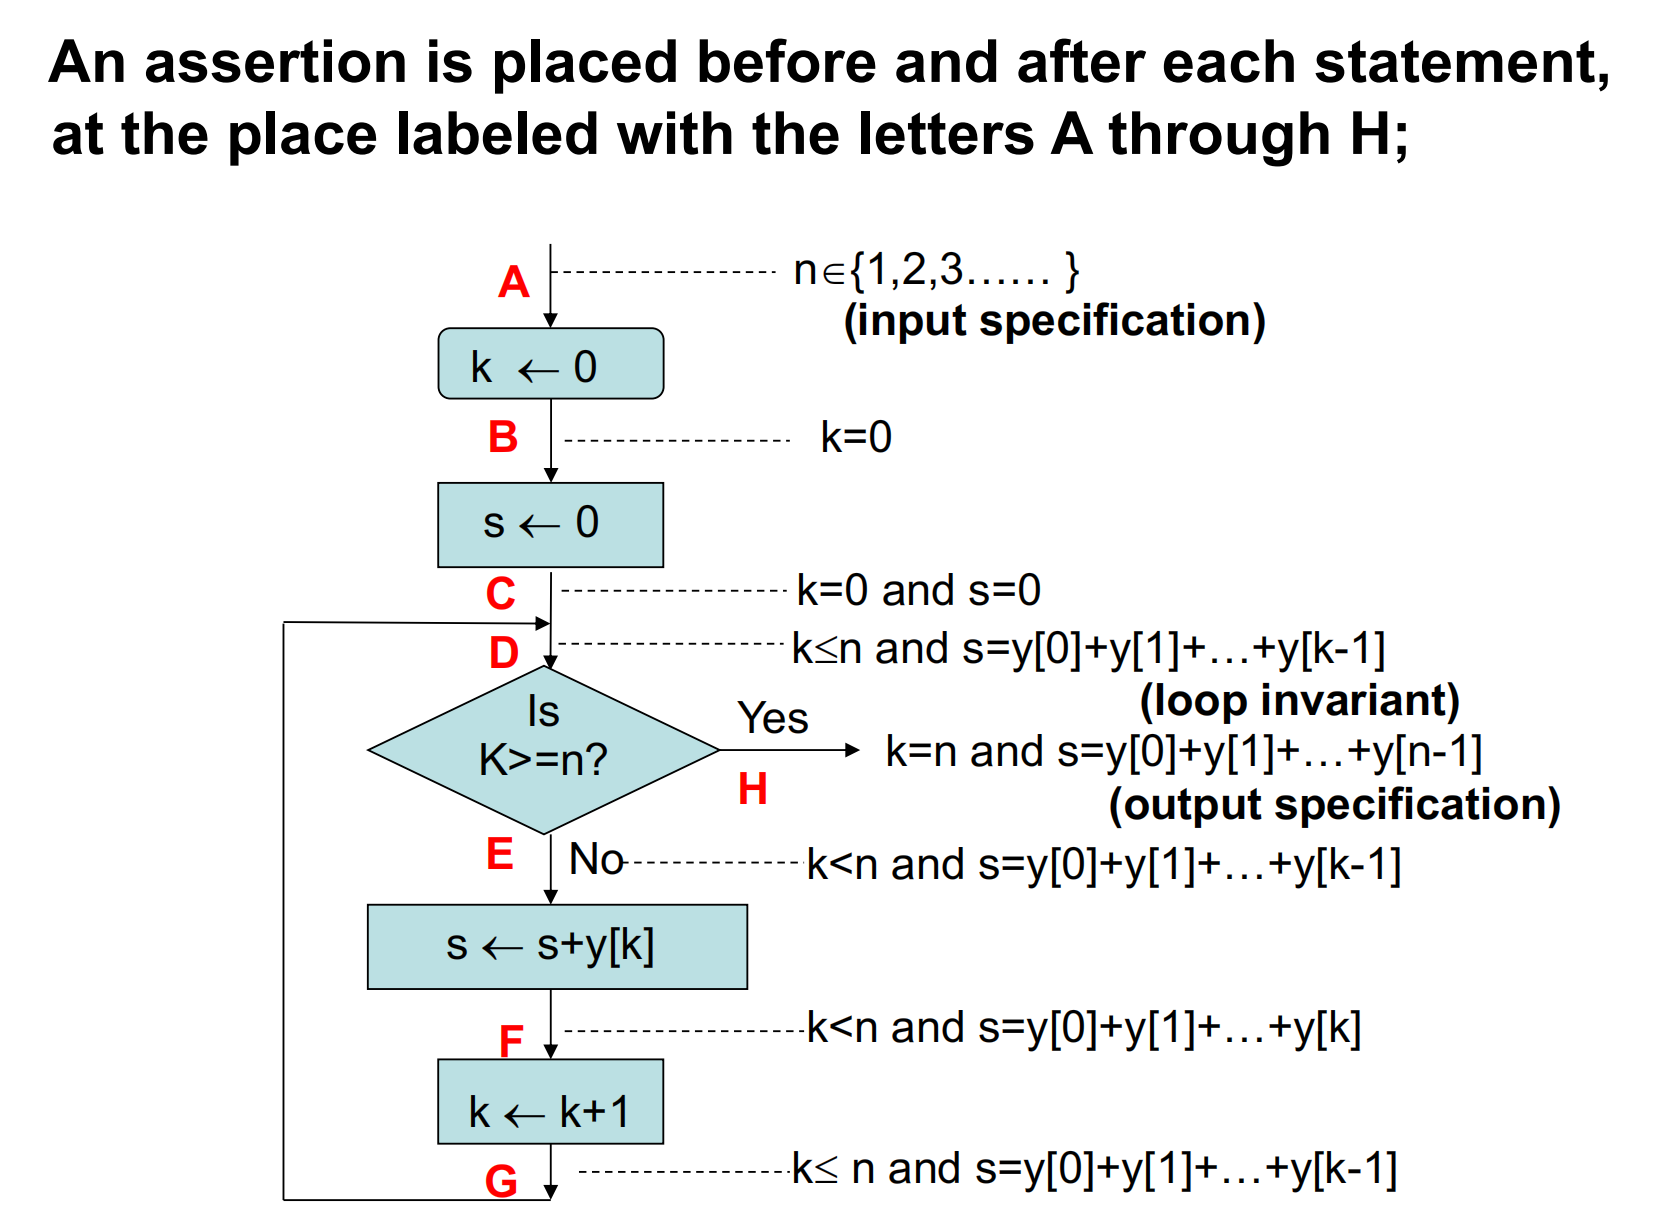 An assertion is placed before and after each statement,
at the place labeled with the letters A through H;
A
n∈{1,2,3…… }
(input specification)
k ← 0
B
k=0
s ← 0
C
k=0 and s=0
D
k≤n and s=y[0]+y[1]+…+y[k-1]
(loop invariant)
Is
K>=n?
Yes
H
k=n and s=y[0]+y[1]+…+y[n-1]
(output specification)
E
No
k<n and s=y[0]+y[1]+…+y[k-1]
s ← s+y[k]
F
k<n and s=y[0]+y[1]+…+y[k]
k ← k+1
G
k≤ n and s=y[0]+y[1]+…+y[k-1]